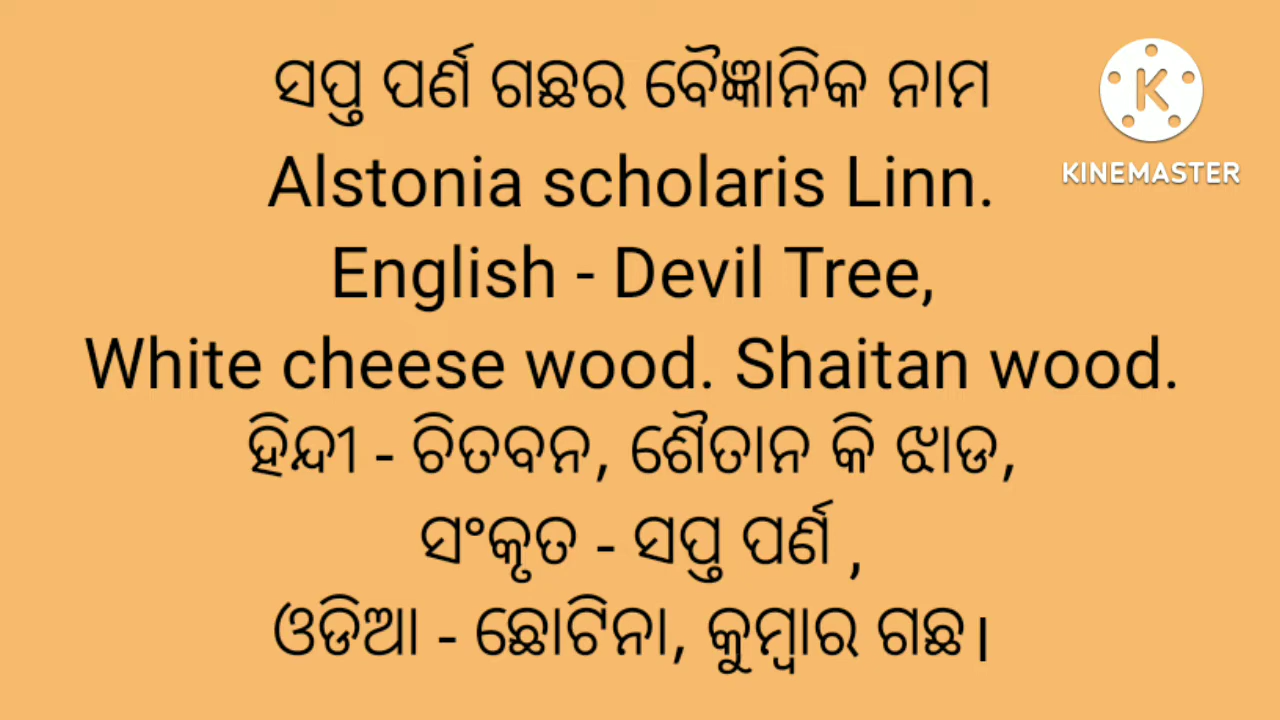 ସପ୍ତ ପର୍ଣ ଗଛର ବୈଜ୍ଞାନିକ ନାମ
Alstonia scholaris Linn.
English - Devil Tree,
White cheese wood. Shaitan wood.
ହିନ୍ଦୀ - ଚିତବନ, ଶୈତାନ କି ଝାଡ,
ସଂକୃତ - ସପ୍ତ ପର୍ଣ ,
ଓଡିଆ - ଛୋଟିନା, କୁମ୍ବାର ଗଛ।
K
KINEMASTER